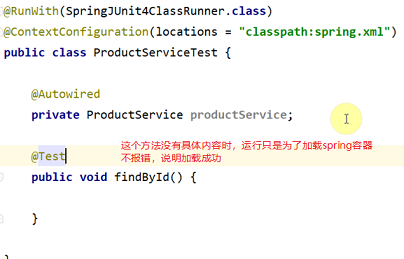 @RunWith(SpringJUnit4ClassRunner.class)
@ContextConfiguration(locations = "classpath:spring.xml")
public class ProductServiceTest {
@Autowired
private ProductService productService;
@Test
这个方法没有具体内容时，运行只是为了加载spring容器
不报错，说明加载成功
public void findById() {
}
}